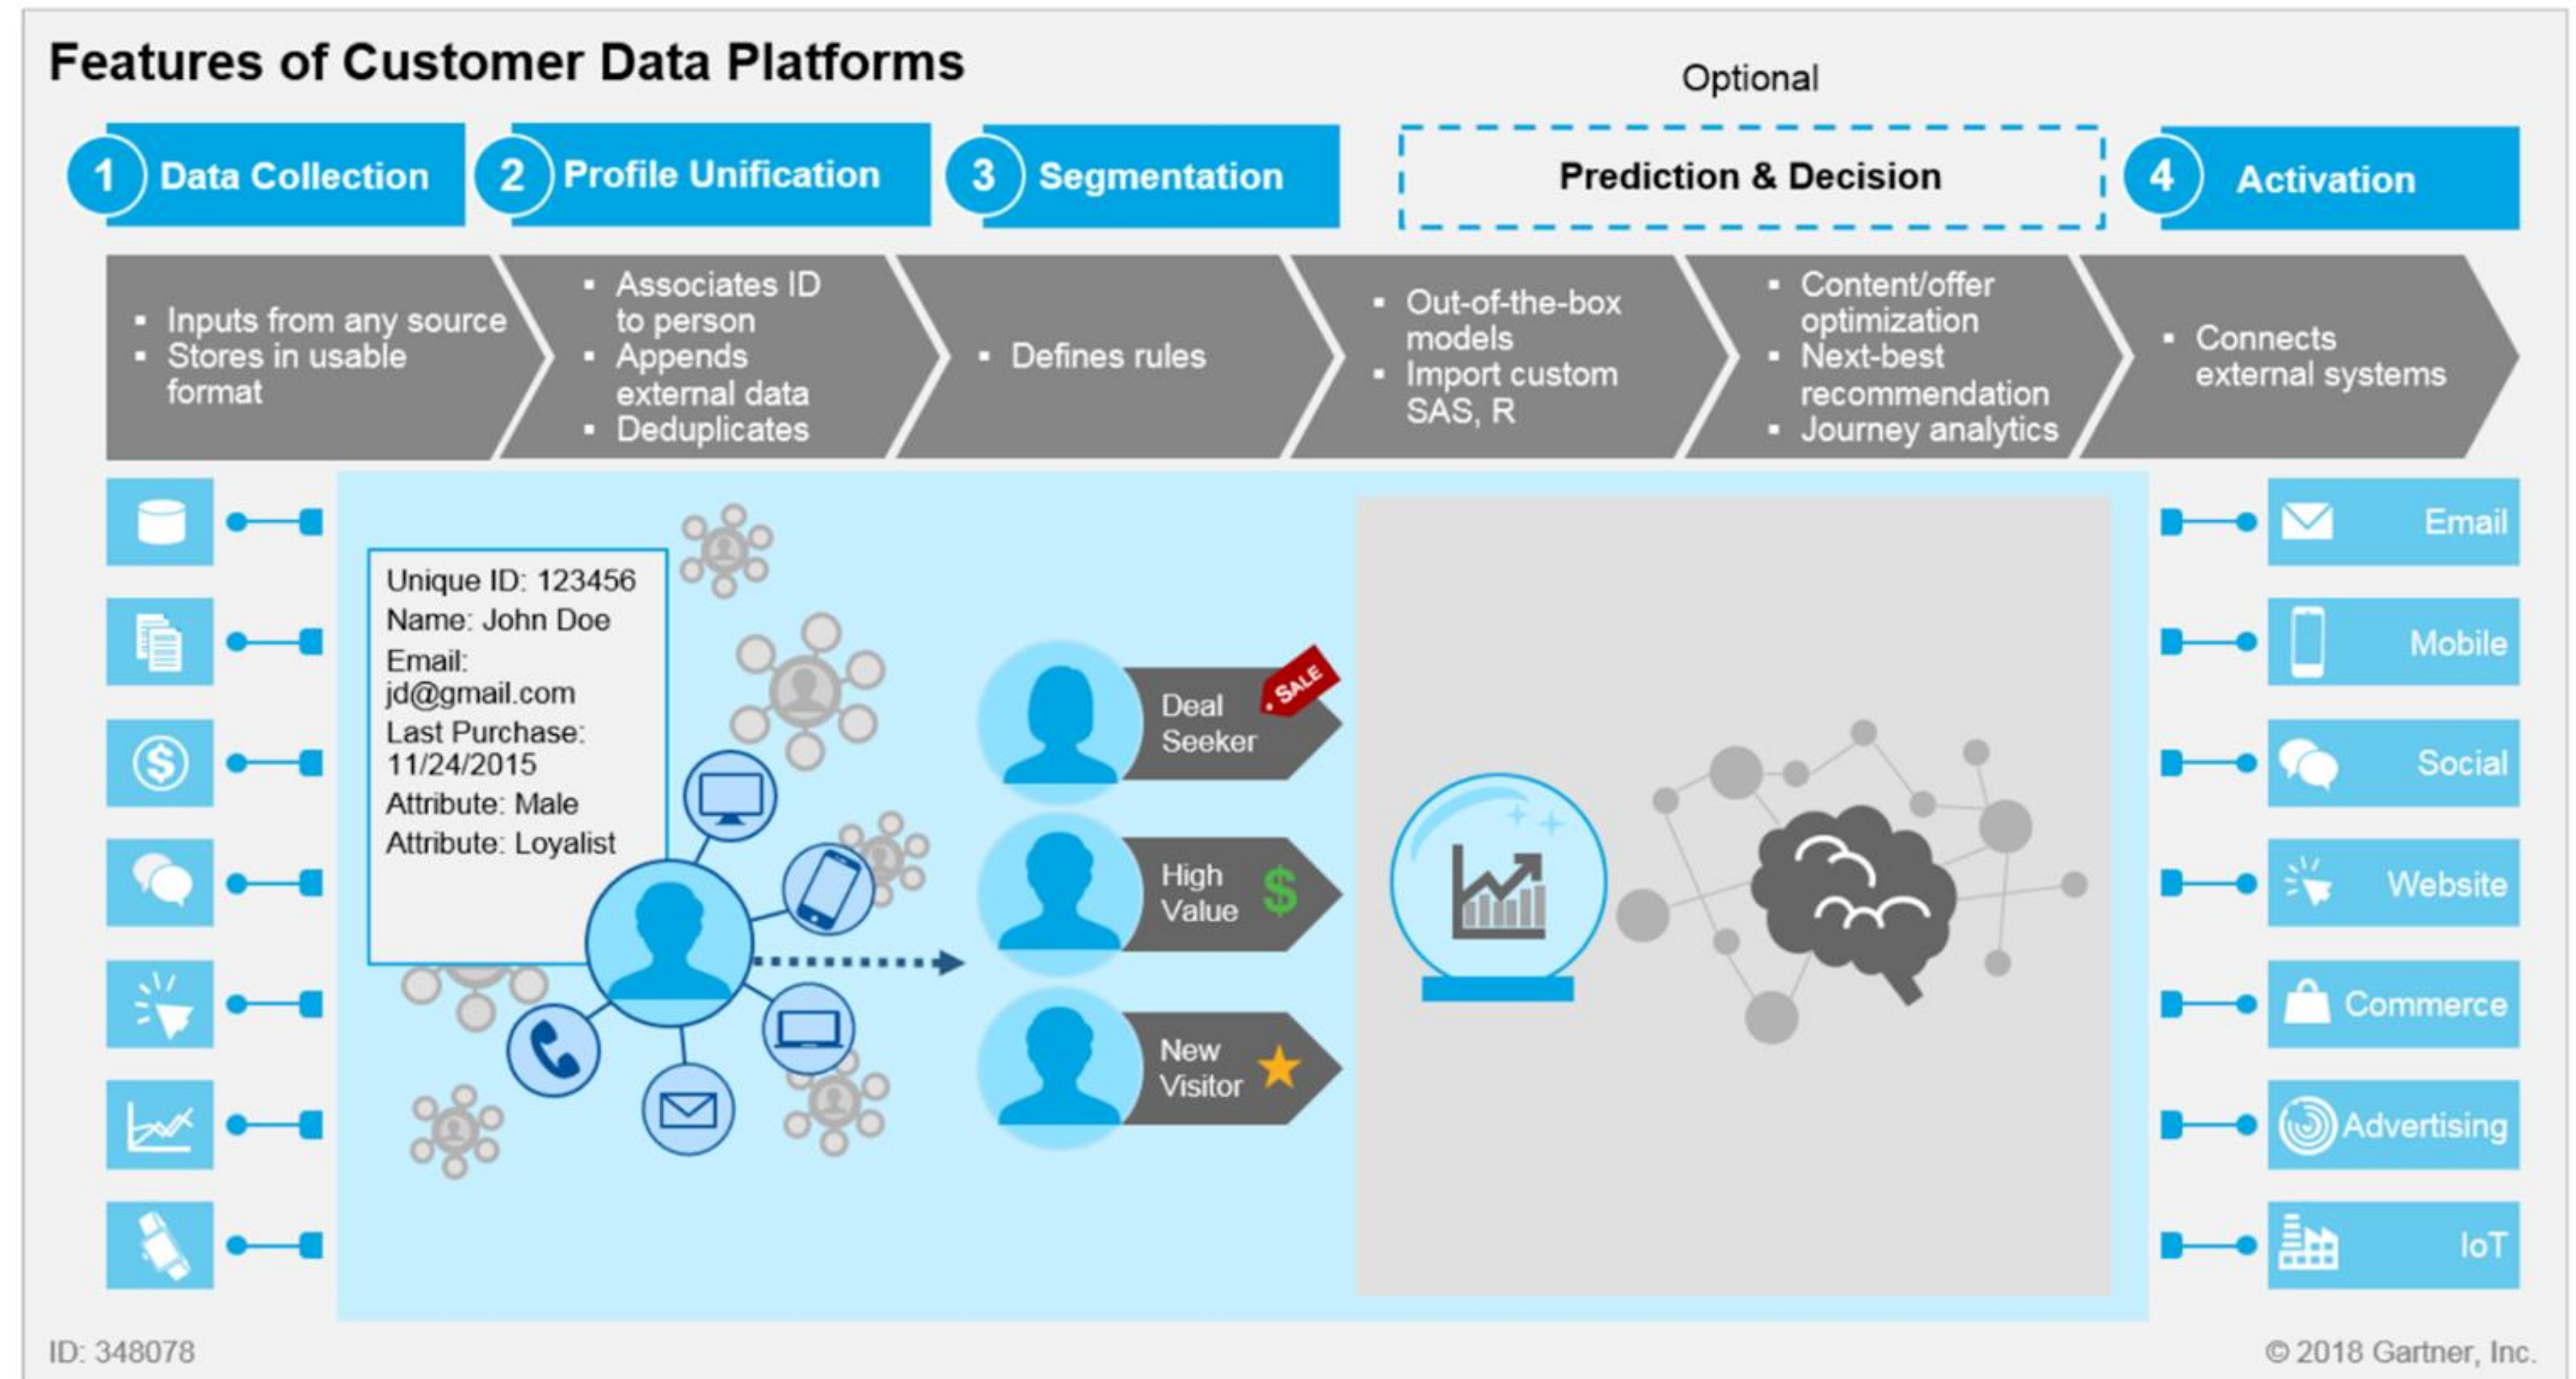 Features of Customer Data Platforms
Optional
1 Data Collection
2 Profile Unification
3 Segmentation
Prediction & Decision
4 Activation
▪ Inputs from any source
▪ Stores in usable
format
▪ Associates ID
to person
▪ Appends
external data
▪ Deduplicates
▪ Defines rules
▪ Out-of-the-box
models
▪ Import custom
SAS, R
▪ Content/offer
optimization
▪ Next-best
recommendation
▪ Journey analytics
▪ Connects
external systems
Unique ID: 123456
Name: John Doe
Email:
jd@gmail.com
Last Purchase:
11/24/2015
Attribute: Male
Attribute: Loyalist
Deal
Seeker
SALE
High
Value
$
New
Visitor
$
Email
Mobile
Social
Website
Commerce
Advertising
IoT
ID: 348078
© 2018 Gartner, Inc.